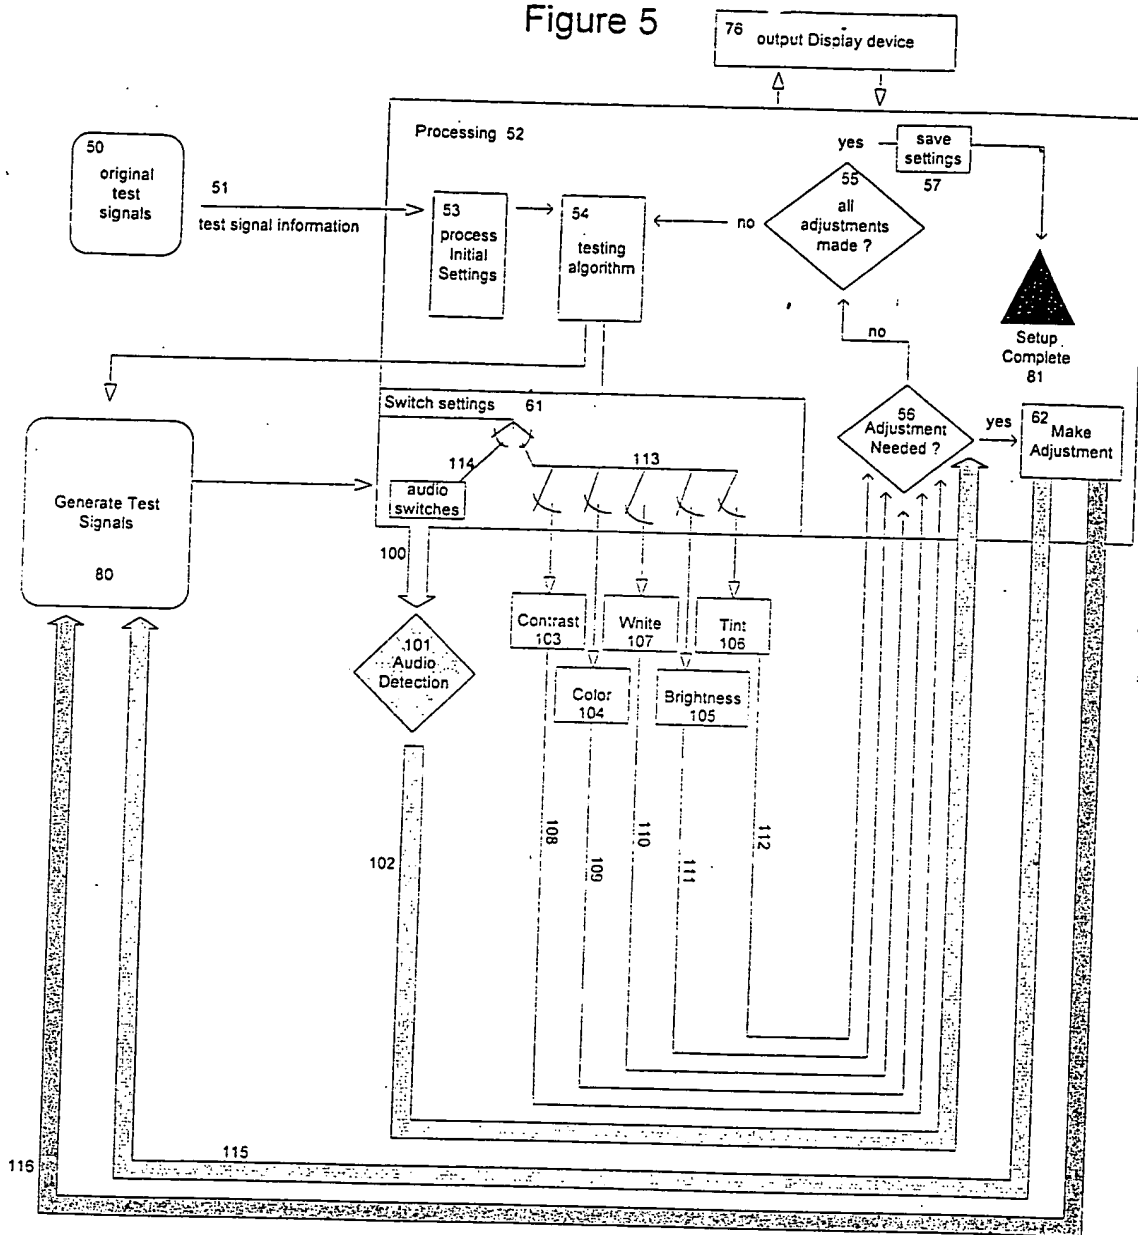 Figure 5
76 output Display device
Processing 52
50
original
test
signals
51
test signal information
53
process
Initial
Settings
54
testing
algorithm
no
55
all
adjustments
made ?
yes
save
settings
57
Setup
Complete
81
no
Switch settings 61
114
113
audio
switches
56
Adjustment
Needed ?
yes
62 Make
Adjustment
Generate Test
Signals
80
100
101
Audio
Detection
Contrast
103
Wnite
107
Tint
106
Color
104
Brightness
105
102
108
109
110
111
112
115
116